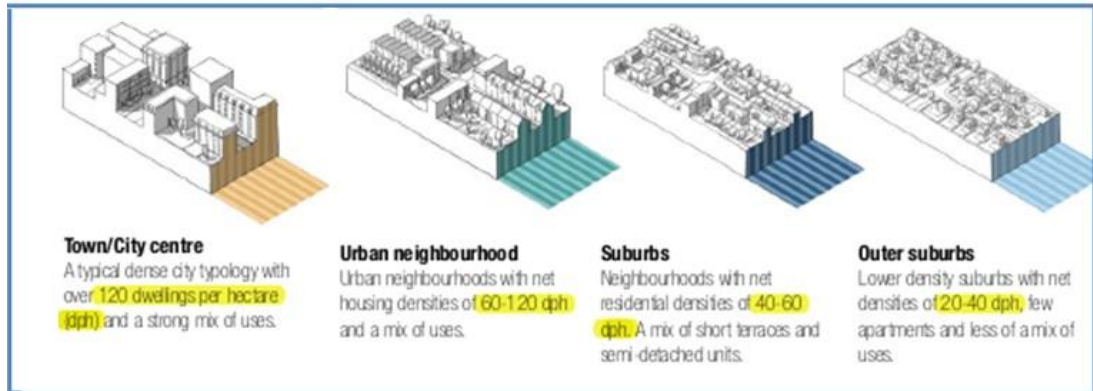 Town/City centre
A typical dense city typology with
over 120 dwellings per hectare
(dph) and a strong mix of uses.
Urban neighbourhood
Urban neighbourhoods with net
housing densities of 60-120 dph
and a mix of uses.
Suburbs
Neighbourhoods with net
residential densities of 40-60
dph. A mix of short terraces and
semi-detached units.
Outer suburbs
Lower density suburbs with net
densities of 20-40 dph, few
apartments and less of a mix of
uses.